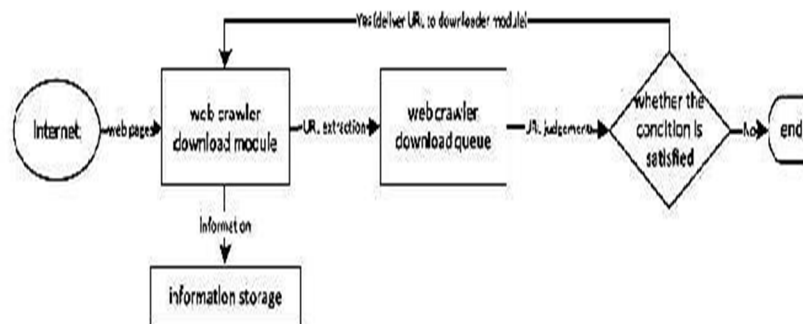 Yes(deliver URL to downloader module)
Internet
web pages
web crawler
download module
URL extraction
web crawler
download queue
URL judgement
whether the
condition is
satisfied
No
end
Information
information storage